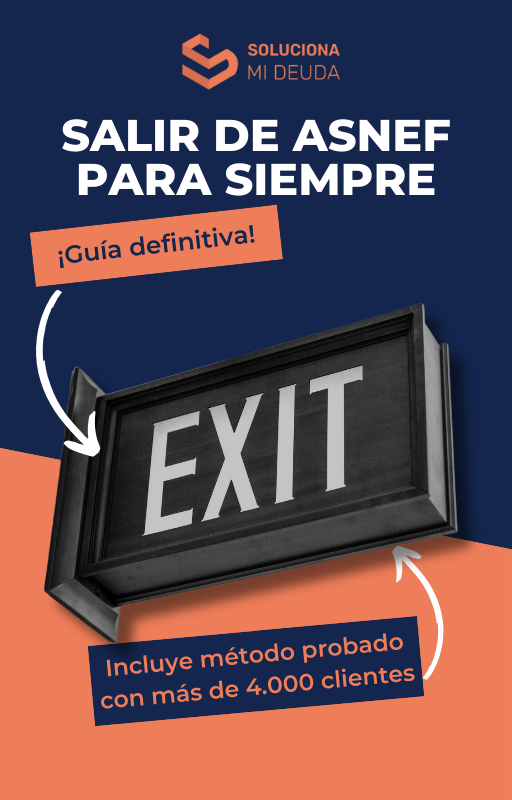 SOLUCIONA
MI DEUDA
SALIR DE ASNEF
PARA SIEMPRE
¡Guía definitiva!
EXIT
Incluye método probado
con más de 4.000 clientes